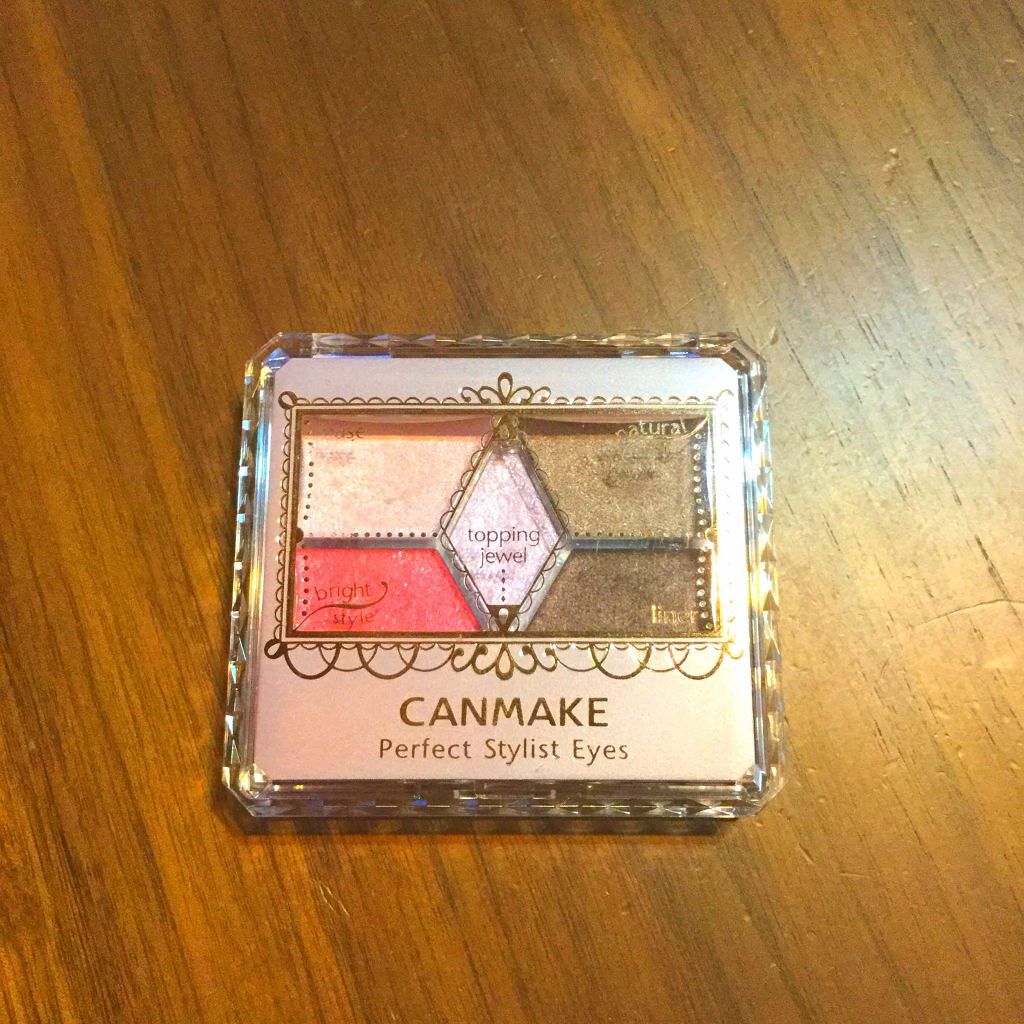 natural
topping
jewel
bright
style
liner
CANMAKE
Perfect Stylist Eyes